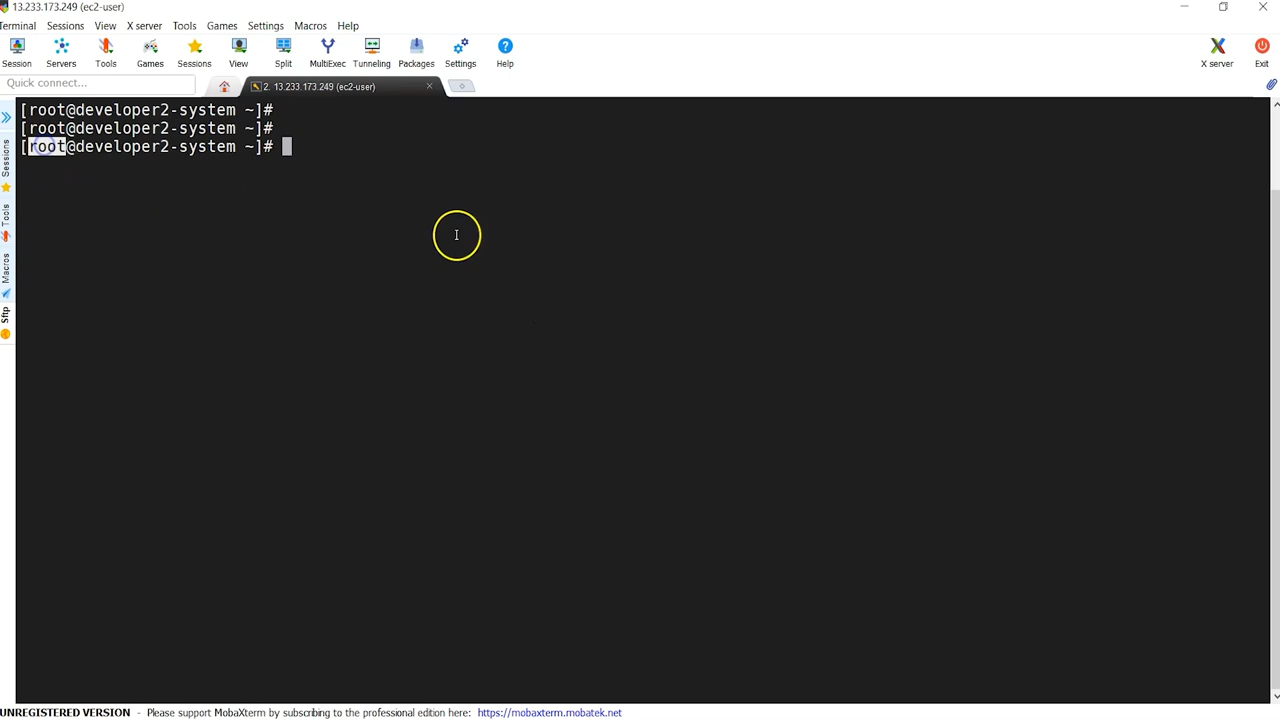 13.233.173.249 (ec2-user)
Terminal Sessions View X server Tools Games Settings Macros Help
Session Servers Tools Games Sessions View Split MultiExec Tunneling Packages Settings Help X server Exit
Quick connect...
2. 13.233.173.249 (ec2-user)
[root@developer2-system ~]#
[root@developer2-system ~]#
[root@developer2-system ~]#
Sessions
Tools
Macros
Sftp
UNREGISTERED VERSION - Please support MobaXterm by subscribing to the professional edition here: https://mobaxterm.mobatek.net